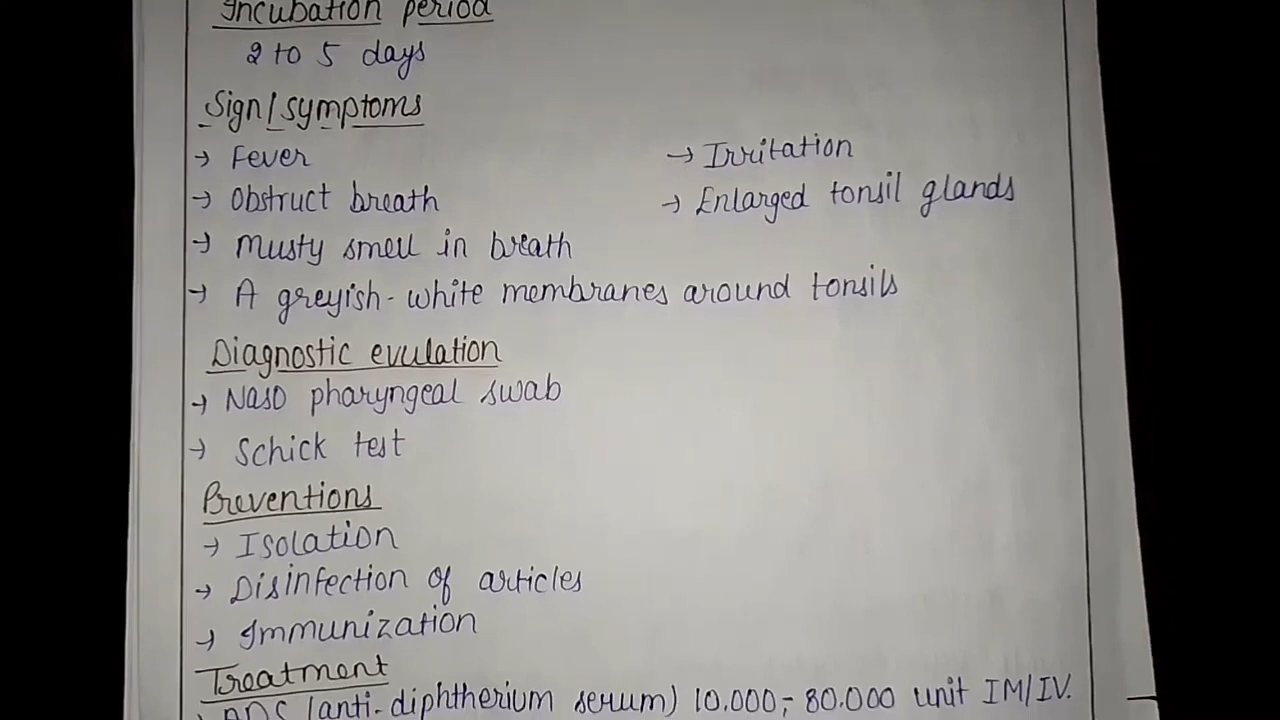 Incubation period
2 to 5 days
Sign/symptoms
→ Fever
→ Irritation
→ Obstruct breath
→ Enlarged tonsil glands
→ Musty smell in breath
→ A greyish-white membranes around tonsils
Diagnostic evulation
→ Naso pharyngeal swab
→ Schick test
Preventions
→ Isolation
→ Disinfection of articles
→ Immunization
Treatment
→ ADS (anti-diphtherium serum) 10.000,- 80.000 unit IM/IV.